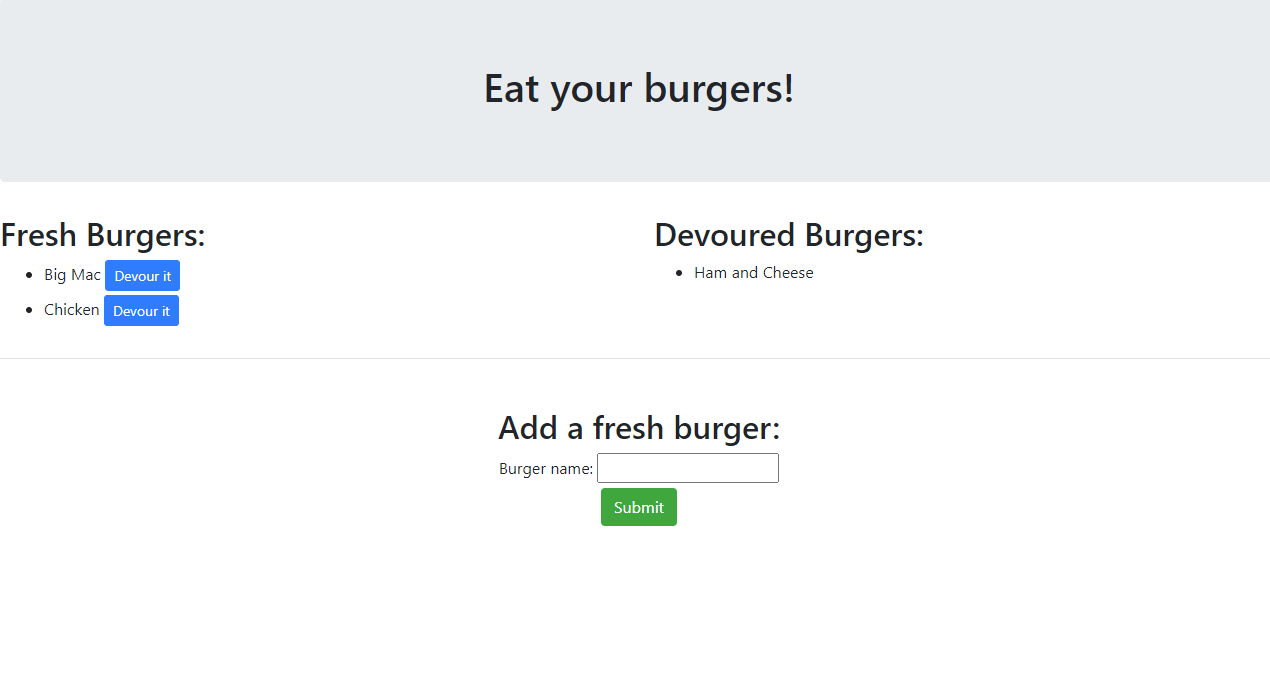 Eat your burgers!
Fresh Burgers:
Big Mac Devour it
Chicken Devour it
Devoured Burgers:
Ham and Cheese
Add a fresh burger:
Burger name:
Submit